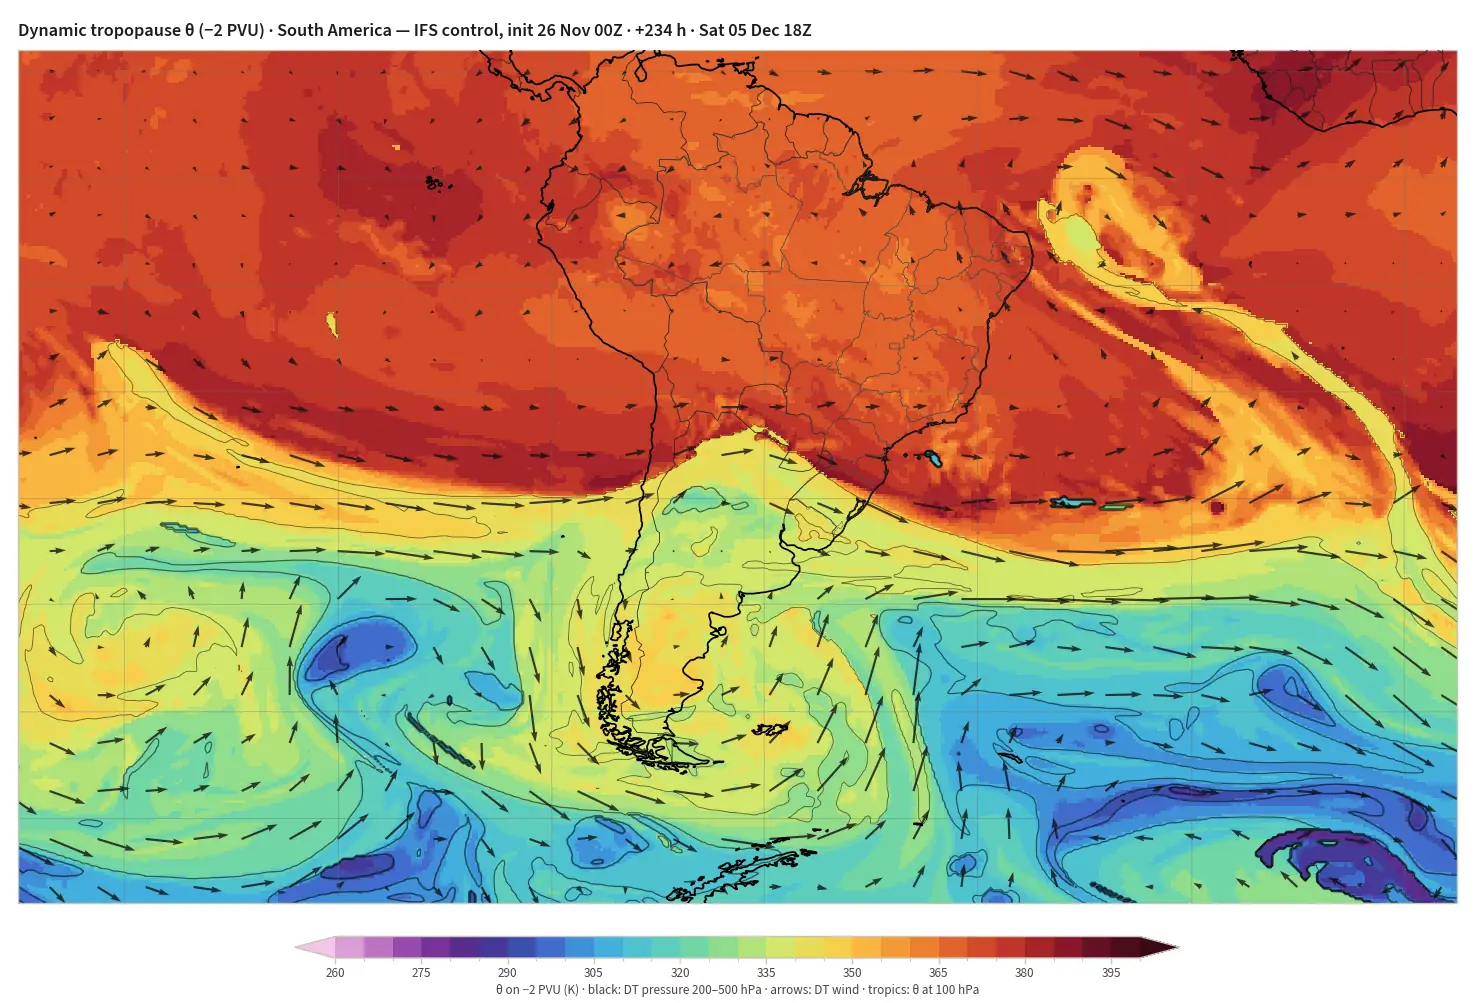 Dynamic tropopause θ (−2 PVU) · South America — IFS control, init 26 Nov 00Z · +234 h · Sat 05 Dec 18Z
260 275 290 305 320 335 350 365 380 395
θ on −2 PVU (K) · black: DT pressure 200–500 hPa · arrows: DT wind · tropics: θ at 100 hPa